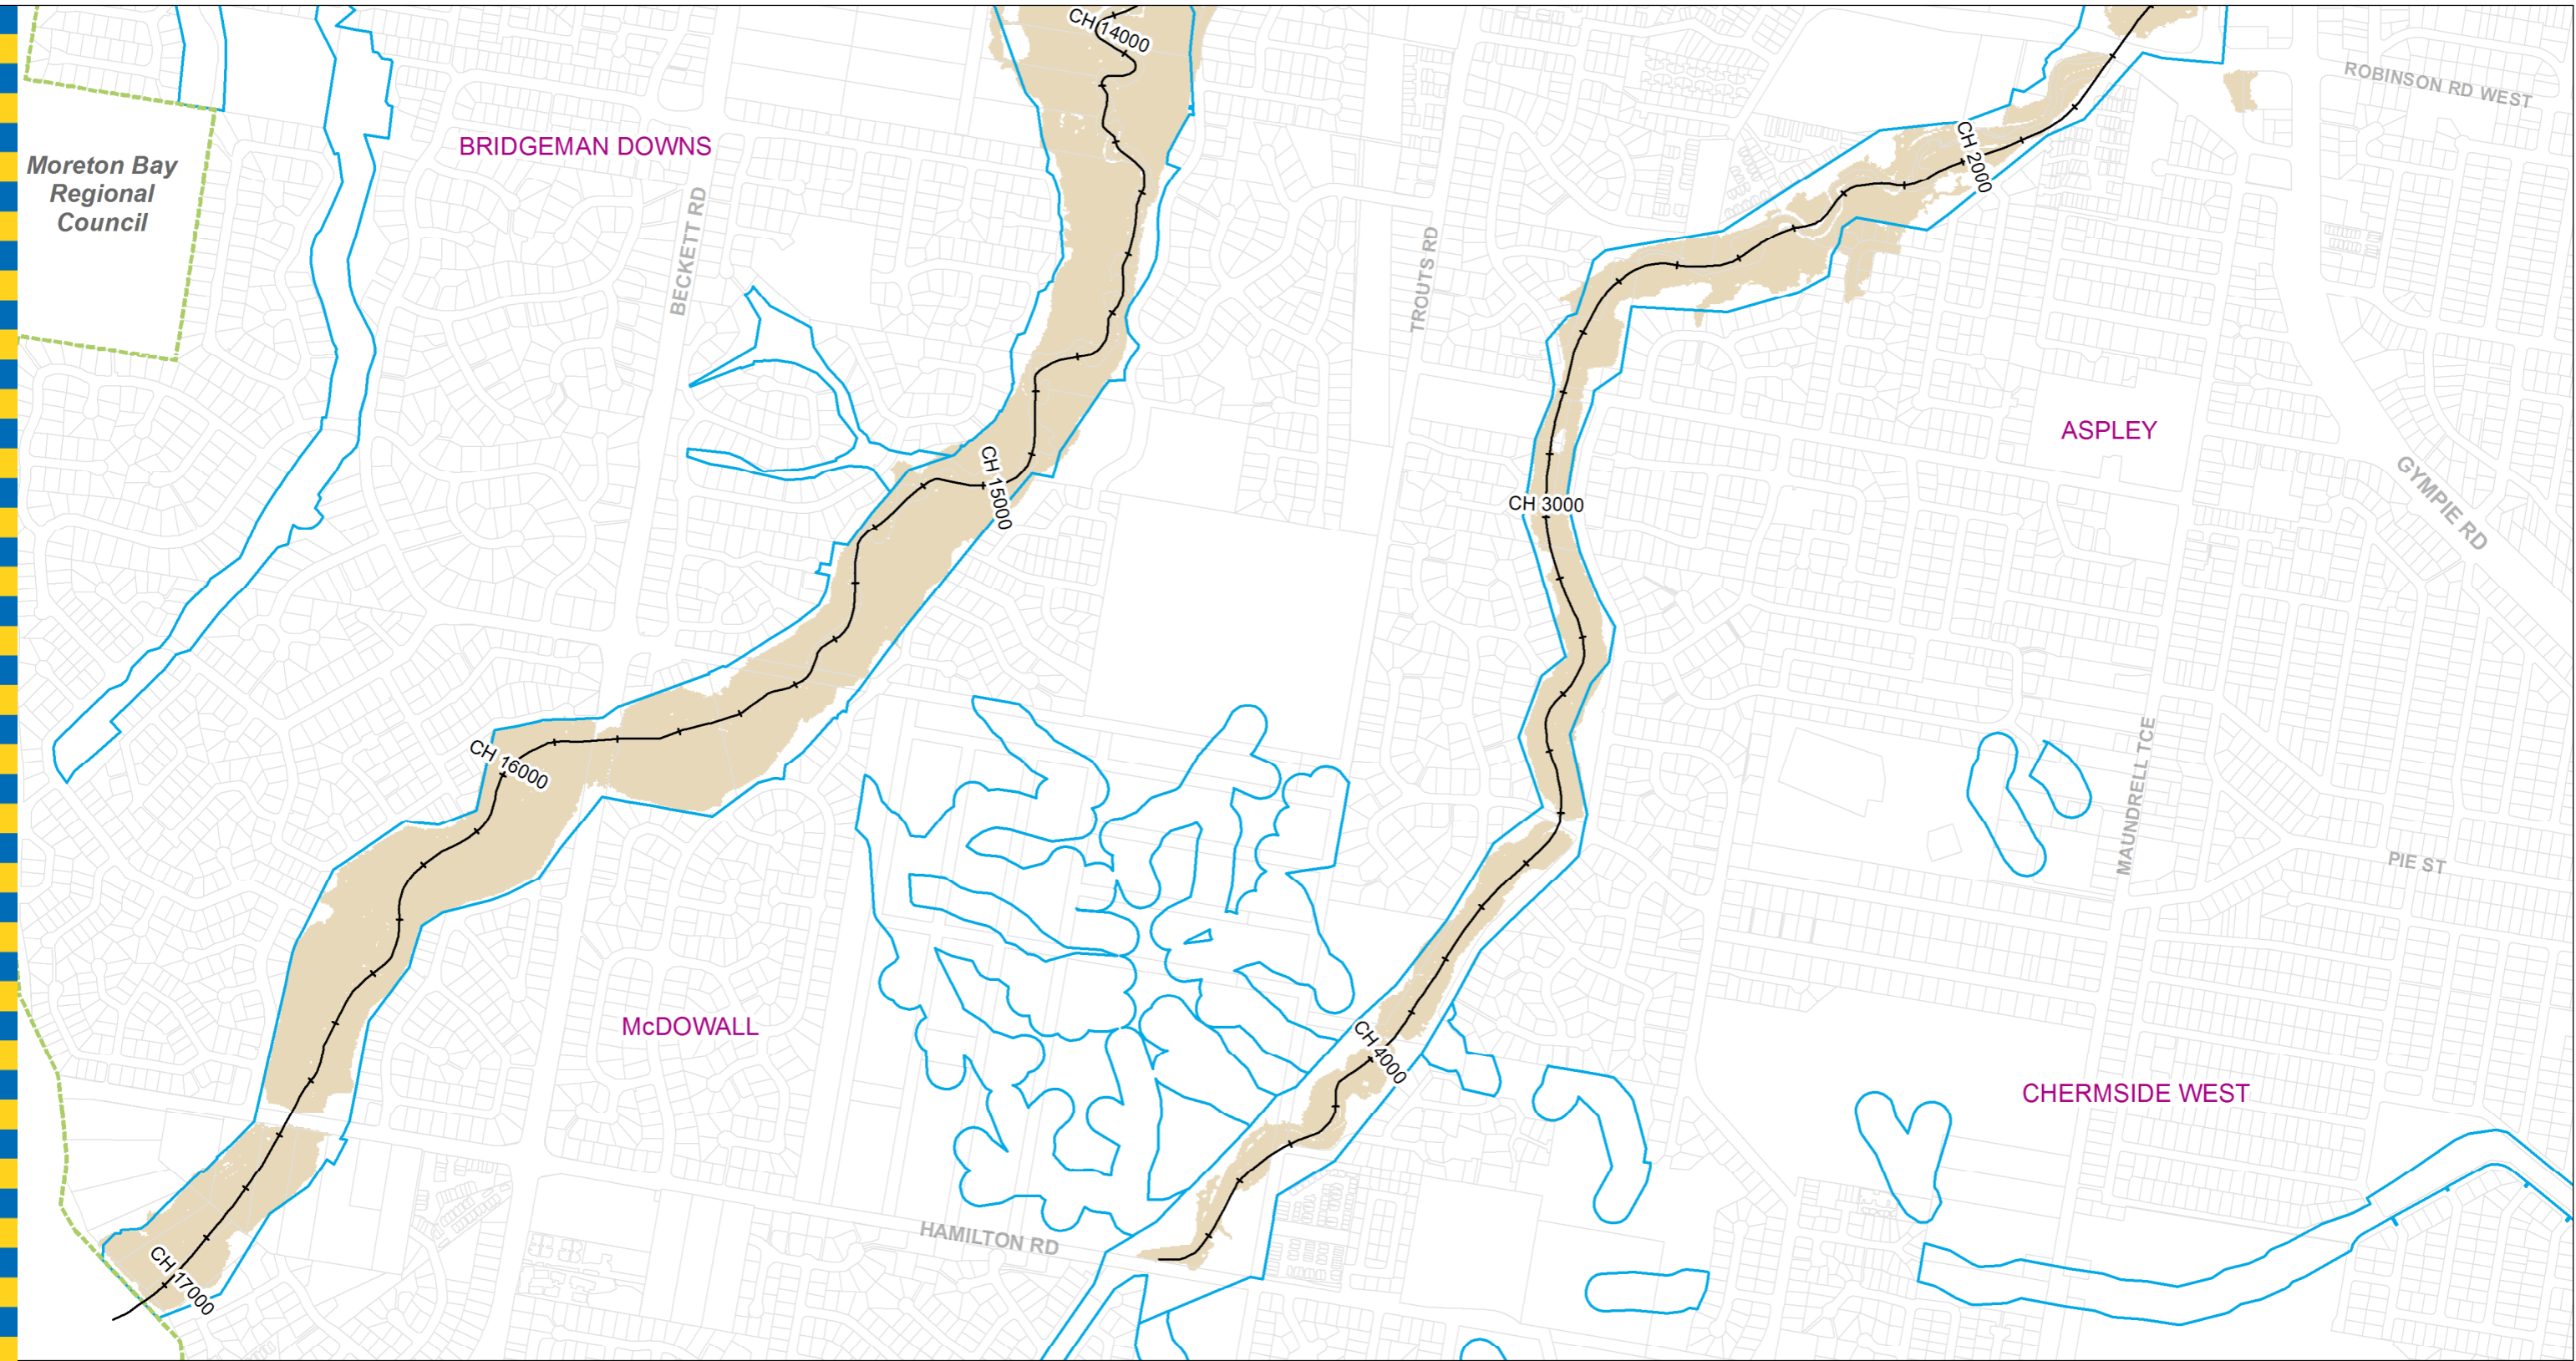 CH 14000
ROBINSON RD WEST
BRIDGEMAN DOWNS
CH 2000
Moreton Bay
Regional
Council
BECKETT RD
TROUTS RD
ASPLEY
GYMPIE RD
CH 15000
CH 3000
CH 16000
MAUNDRELL TCE
PIE ST
McDOWALL
CH 4000
CHERMSIDE WEST
HAMILTON RD
CH 17000